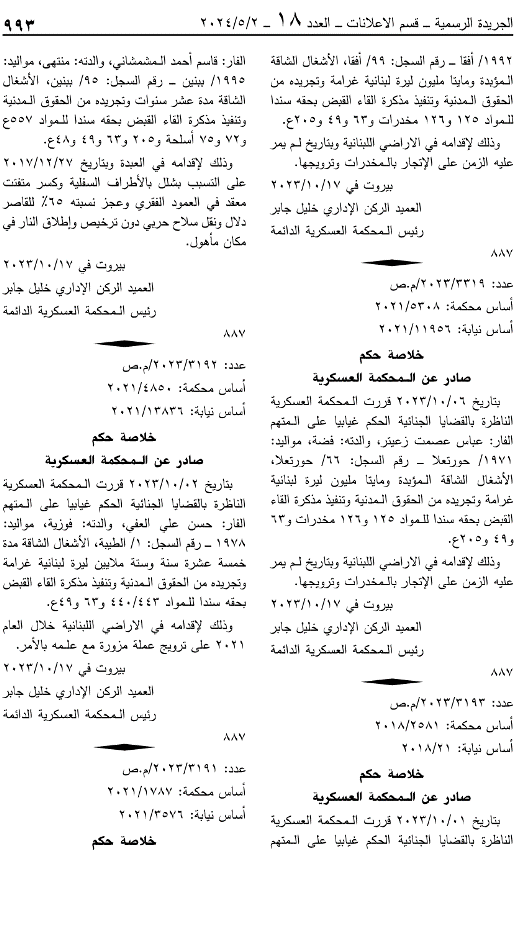 الجريدة الرسمية ـ قسم الاعلانات ـ العدد ١٨ ـ ٢٠٢٤/٥/٢
٩٩٣
١٩٩٢/ أفقا ـ رقم السجل: ٩٩/ أفقا، الأشغال الشاقة
المؤبدة ومايتا مليون ليرة لبنانية غرامة وتجريده من
الحقوق المدنية وتنفيذ مذكرة القاء القبض بحقه سندا
للمواد ١٢٥ و١٢٦ مخدرات و٦٣ و٤٩ و٢٠٥ع.
وذلك لإقدامه في الاراضي اللبنانية وبتاريخ لم يمر
عليه الزمن على الإتجار بالمخدرات وترويجها.
بيروت في ٢٠٢٣/١٠/١٧
العميد الركن الإداري خليل جابر
رئيس المحكمة العسكرية الدائمة
٨٨٧
عدد: ٢٠٢٣/٣٣١٩/م.ص
أساس محكمة: ٢٠٢١/٥٣٠٨
أساس نيابة: ٢٠٢١/١١٩٥٦
خلاصة حكم
صادر عن المحكمة العسكرية
بتاريخ ٢٠٢٣/١٠/٠٦ قررت المحكمة العسكرية
الناظرة بالقضايا الجنائية الحكم غيابيا على المتهم
الفار: عباس عصمت زعيتر، والدته: فضة، مواليد:
١٩٧١/ حورتعلا ـ رقم السجل: ٦٦/ حورتعلا،
الأشغال الشاقة المؤبدة ومايتا مليون ليرة لبنانية
غرامة وتجريده من الحقوق المدنية وتنفيذ مذكرة القاء
القبض بحقه سندا للمواد ١٢٥ و١٢٦ مخدرات و٦٣
و٤٩ و٢٠٥ع.
وذلك لإقدامه في الاراضي اللبنانية وبتاريخ لم يمر
عليه الزمن على الإتجار بالمخدرات وترويجها.
بيروت في ٢٠٢٣/١٠/١٧
العميد الركن الإداري خليل جابر
رئيس المحكمة العسكرية الدائمة
٨٨٧
عدد: ٢٠٢٣/٣١٩٣/م.ص
أساس محكمة: ٢٠١٨/٢٥٨١
أساس نيابة: ٢٠١٨/٢١
خلاصة حكم
صادر عن المحكمة العسكرية
بتاريخ ٢٠٢٣/١٠/٠١ قررت المحكمة العسكرية
الناظرة بالقضايا الجنائية الحكم غيابيا على المتهم
الفار: قاسم أحمد المشمشاني، والدته: منتهى، مواليد:
١٩٩٥/ ببنين ـ رقم السجل: ٩٥/ ببنين، الأشغال
الشاقة مدة عشر سنوات وتجريده من الحقوق المدنية
وتنفيذ مذكرة القاء القبض بحقه سندا للمواد ٥٥٧ع
و٧٢ و٧٥ أسلحة و٢٠٥ و٦٣ و٤٩ و٤٨ع.
وذلك لإقدامه في العبدة وبتاريخ ٢٠١٧/١٢/٢٧
على التسبب بشلل بالأطراف السفلية وكسر متفتت
معقد في العمود الفقري وعجز نسبته ٦٥٪ للقاصر
دلال ونقل سلاح حربي دون ترخيص وإطلاق النار في
مكان مأهول.
بيروت في ٢٠٢٣/١٠/١٧
العميد الركن الإداري خليل جابر
رئيس المحكمة العسكرية الدائمة
٨٨٧
عدد: ٢٠٢٣/٣١٩٢/م.ص
أساس محكمة: ٢٠٢١/٤٨٥٠
أساس نيابة: ٢٠٢١/١٣٨٣٦
خلاصة حكم
صادر عن المحكمة العسكرية
بتاريخ ٢٠٢٣/١٠/٠٢ قررت المحكمة العسكرية
الناظرة بالقضايا الجنائية الحكم غيابيا على المتهم
الفار: حسن علي العفي، والدته: فوزية، مواليد:
١٩٧٨ ـ رقم السجل: ١/ الطيبة، الأشغال الشاقة مدة
خمسة عشرة سنة وستة ملايين ليرة لبنانية غرامة
وتجريده من الحقوق المدنية وتنفيذ مذكرة القاء القبض
بحقه سندا للمواد ٤٤٠/٤٤٣ و٦٣ و٤٩ع.
وذلك لإقدامه في الاراضي اللبنانية خلال العام
٢٠٢١ على ترويج عملة مزورة مع علمه بالأمر.
بيروت في ٢٠٢٣/١٠/١٧
العميد الركن الإداري خليل جابر
رئيس المحكمة العسكرية الدائمة
٨٨٧
عدد: ٢٠٢٣/٣١٩١/م.ص
أساس محكمة: ٢٠٢١/١٧٨٧
أساس نيابة: ٢٠٢١/٣٥٧٦
خلاصة حكم